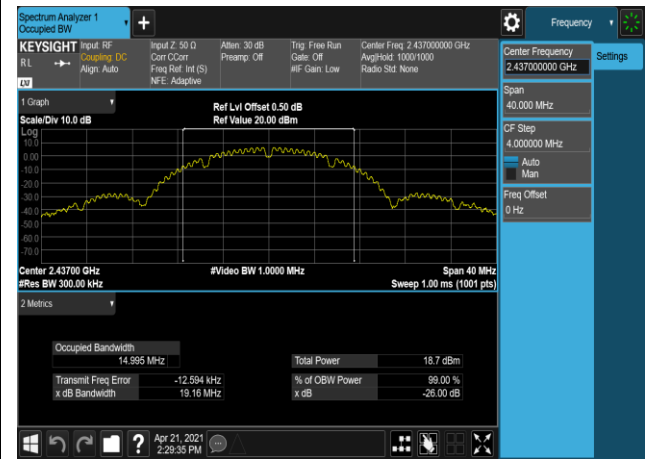 Spectrum Analyzer 1
Occupied BW
+
Frequency
KEYSIGHT
RL
LXI
Input: RF
Coupling: DC
Align: Auto
Input Z: 50 Ω
Corr CCorr
Freq Ref: Int (S)
NFE: Adaptive
Atten: 30 dB
Preamp: Off
Trig: Free Run
Gate: Off
#IF Gain: Low
Center Freq: 2.437000000 GHz
Avg|Hold: 1000/1000
Radio Std: None
Center Frequency
2.437000000 GHz
Settings
Span
40.000 MHz
CF Step
4.000000 MHz
Auto
Man
Freq Offset
0 Hz
1 Graph
Scale/Div 10.0 dB
Ref Lvl Offset 0.50 dB
Ref Value 20.00 dBm
Log
10.0
0.00
-10.0
-20.0
-30.0
-40.0
-50.0
-60.0
-70.0
Center 2.43700 GHz
#Video BW 1.0000 MHz
Span 40 MHz
#Res BW 300.00 kHz
Sweep 1.00 ms (1001 pts)
2 Metrics
Occupied Bandwidth
14.995 MHz
Total Power 18.7 dBm
Transmit Freq Error -12.594 kHz
% of OBW Power 99.00 %
x dB Bandwidth 19.16 MHz
x dB -26.00 dB
?
Apr 21, 2021
2:29:35 PM